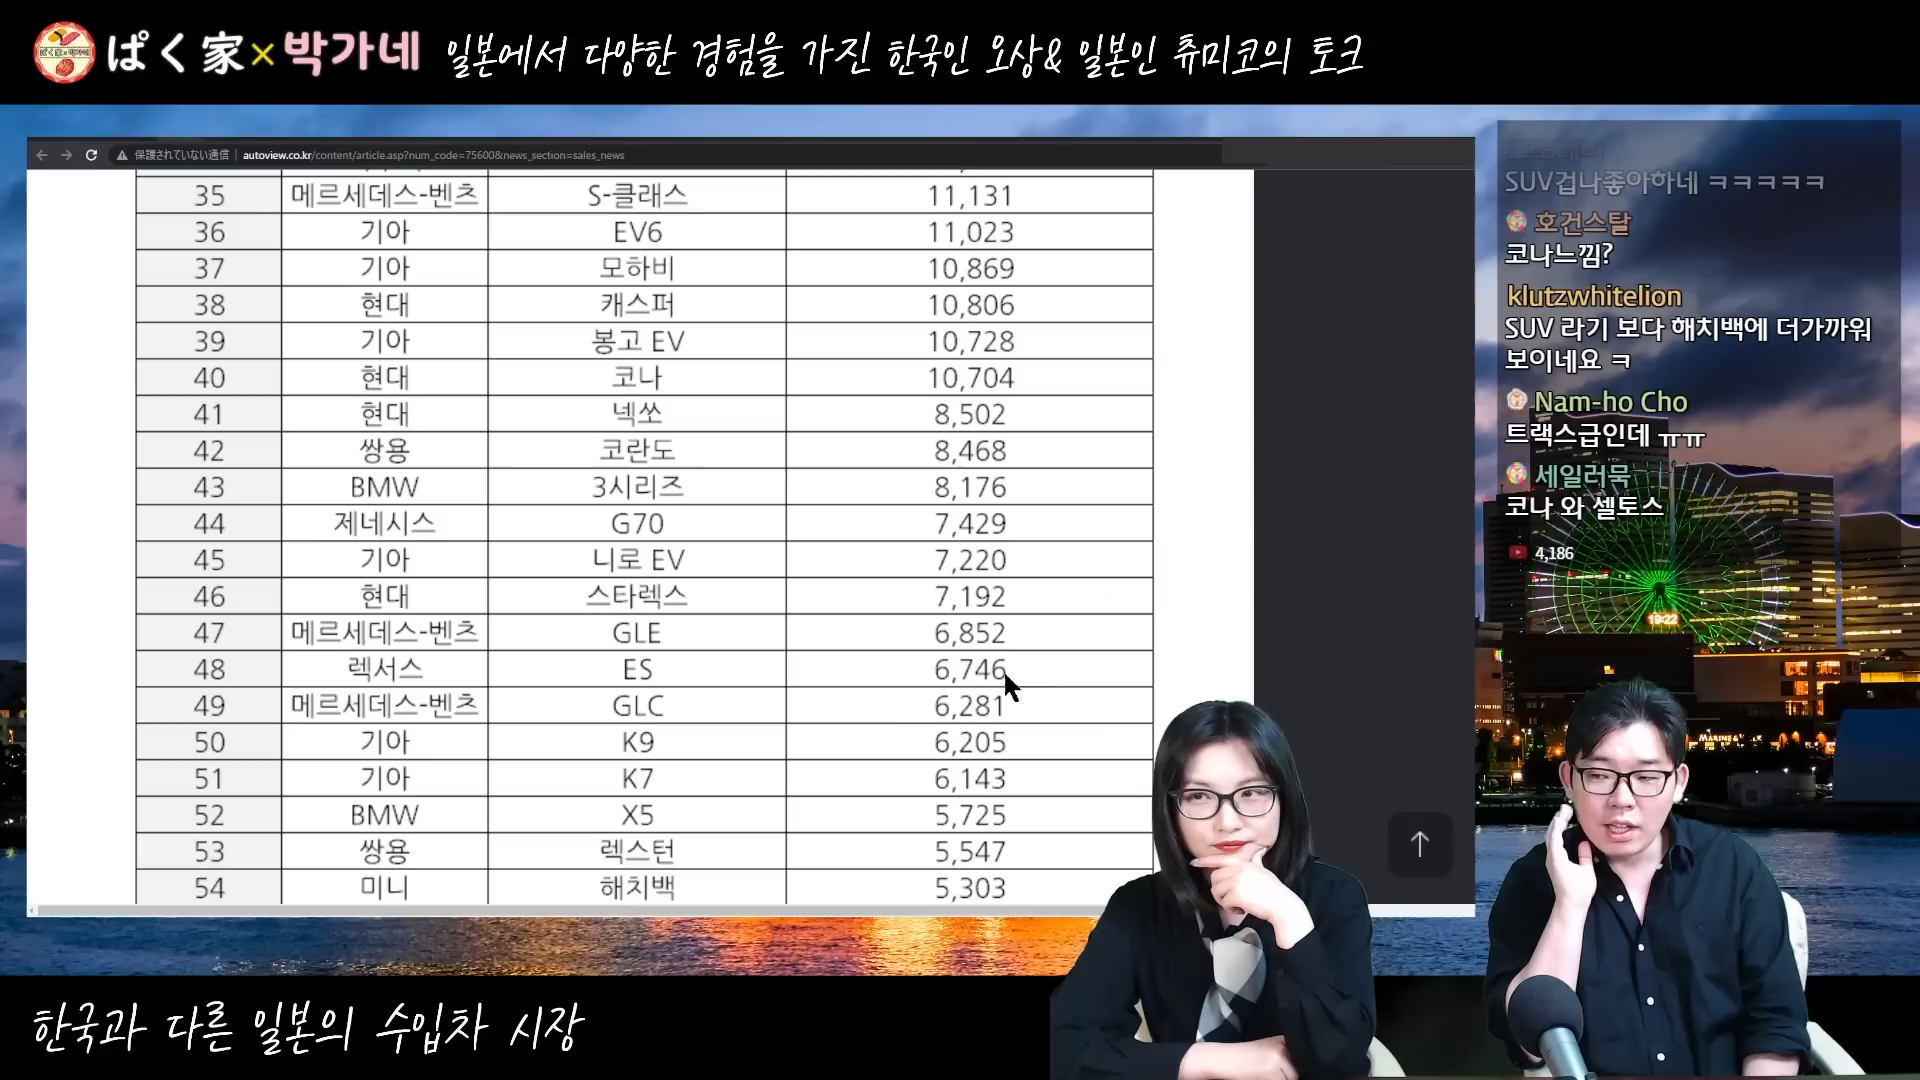 ぱく家×박가네 일본에서 다양한 경험을 가진 한국인 오상& 일본인 츄미코의 토크
保護されていない通信 | autoview.co.kr/content/article.asp?num_code=75600&news_section=sales_news
35 메르세데스-벤츠 S-클래스 11,131
36 기아 EV6 11,023
37 기아 모하비 10,869
38 현대 캐스퍼 10,806
39 기아 봉고 EV 10,728
40 현대 코나 10,704
41 현대 넥쏘 8,502
42 쌍용 코란도 8,468
43 BMW 3시리즈 8,176
44 제네시스 G70 7,429
45 기아 니로 EV 7,220
46 현대 스타렉스 7,192
47 메르세데스-벤츠 GLE 6,852
48 렉서스 ES 6,746
49 메르세데스-벤츠 GLC 6,281
50 기아 K9 6,205
51 기아 K7 6,143
52 BMW X5 5,725
53 쌍용 렉스턴 5,547
54 미니 해치백 5,303
SUV겁나좋아하네 ㅋㅋㅋㅋㅋ
호건스탈
코나느낌?
klutzwhitelion
SUV 라기 보다 해치백에 더가까워
보이네요 ㅋ
Nam-ho Cho
트랙스급인데 ㅠㅠ
세일러묵
코나 와 셀토스
4,186
19:22
한국과 다른 일본의 수입차 시장